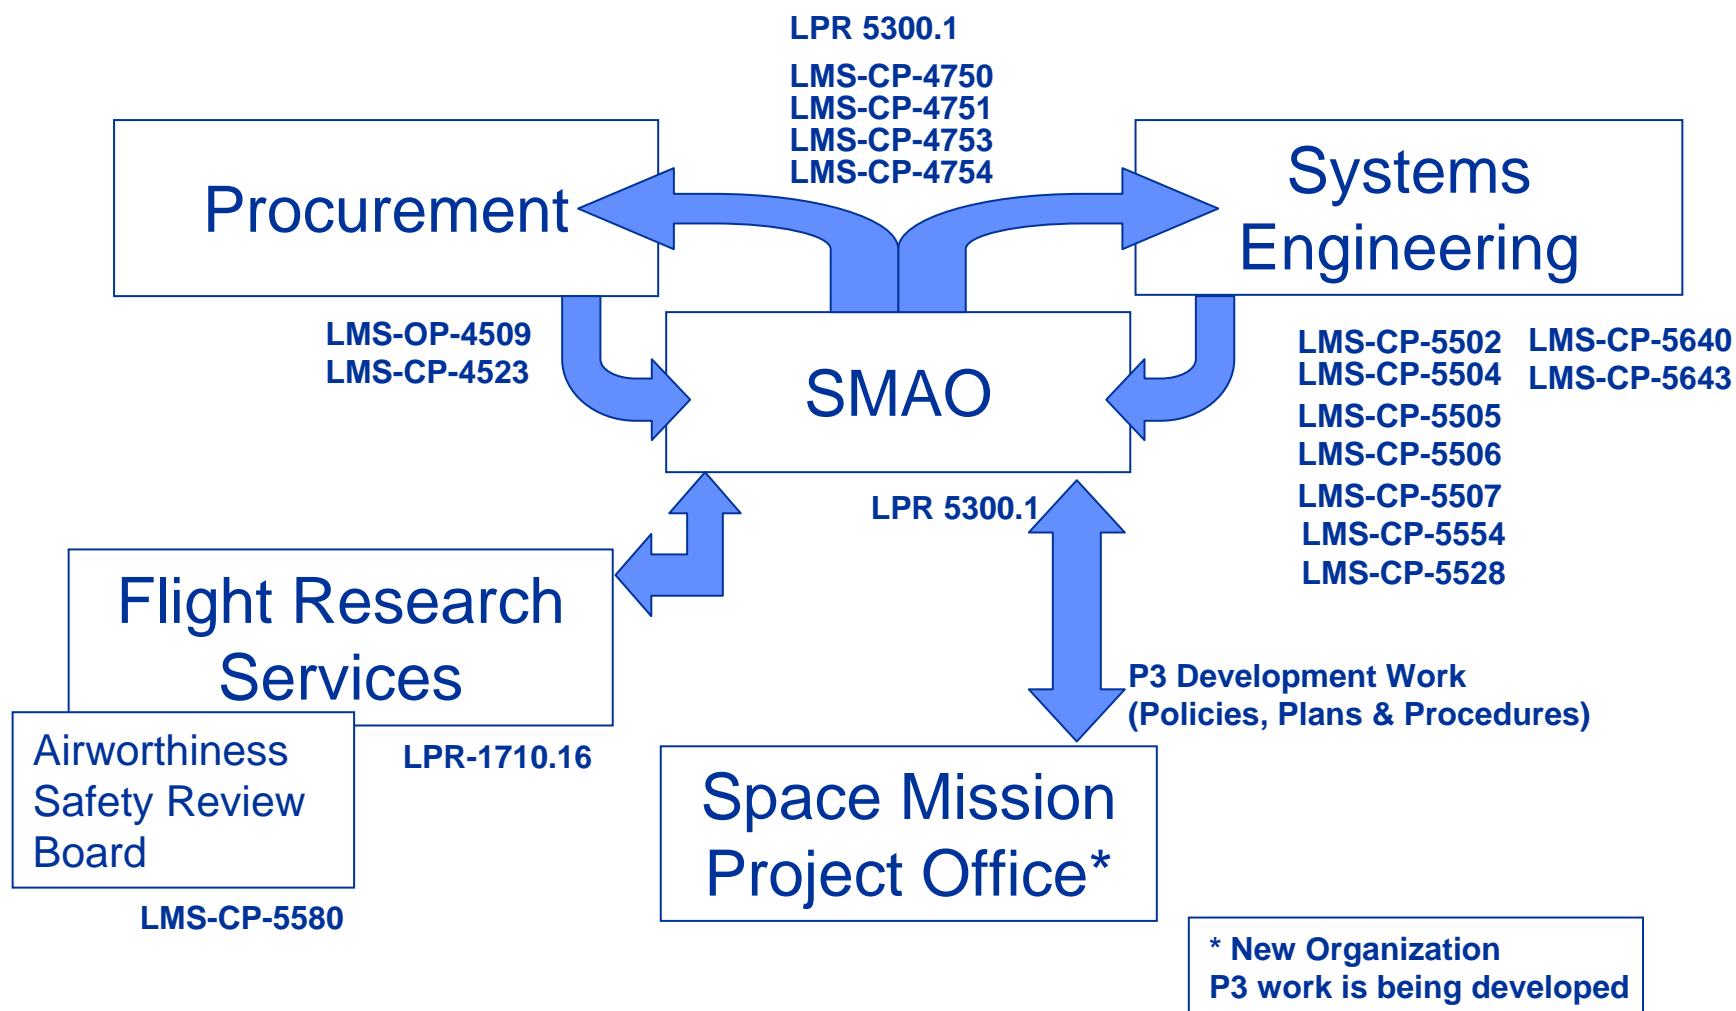 LPR 5300.1
LMS-CP-4750
LMS-CP-4751
LMS-CP-4753
LMS-CP-4754
Procurement
Systems
Engineering
LMS-OP-4509
LMS-CP-4523
SMAO
LMS-CP-5502
LMS-CP-5504
LMS-CP-5505
LMS-CP-5506
LMS-CP-5507
LMS-CP-5554
LMS-CP-5528
LMS-CP-5640
LMS-CP-5643
LPR 5300.1
Flight Research
Services
Airworthiness
Safety Review
Board
LPR-1710.16
LMS-CP-5580
P3 Development Work
(Policies, Plans & Procedures)
Space Mission
Project Office*
* New Organization
P3 work is being developed